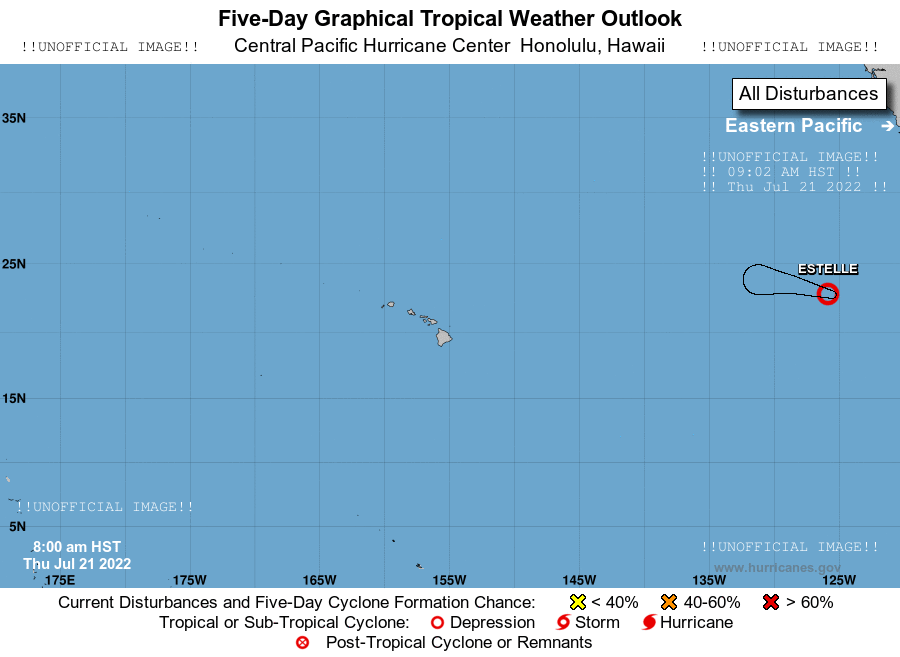 Five-Day Graphical Tropical Weather Outlook
!!UNOFFICIAL IMAGE!! Central Pacific Hurricane Center Honolulu, Hawaii !!UNOFFICIAL IMAGE!!
All Disturbances
35N
Eastern Pacific →
!!UNOFFICIAL IMAGE!!
!! 09:02 AM HST !!
!! Thu Jul 21 2022 !!
25N
ESTELLE
15N
!!UNOFFICIAL IMAGE!!
5N
8:00 am HST
Thu Jul 21 2022
!!UNOFFICIAL IMAGE!!
www.hurricanes.gov
175E 175W 165W 155W 145W 135W 125W
Current Disturbances and Five-Day Cyclone Formation Chance: < 40% 40-60% > 60%
Tropical or Sub-Tropical Cyclone: Depression Storm Hurricane
Post-Tropical Cyclone or Remnants